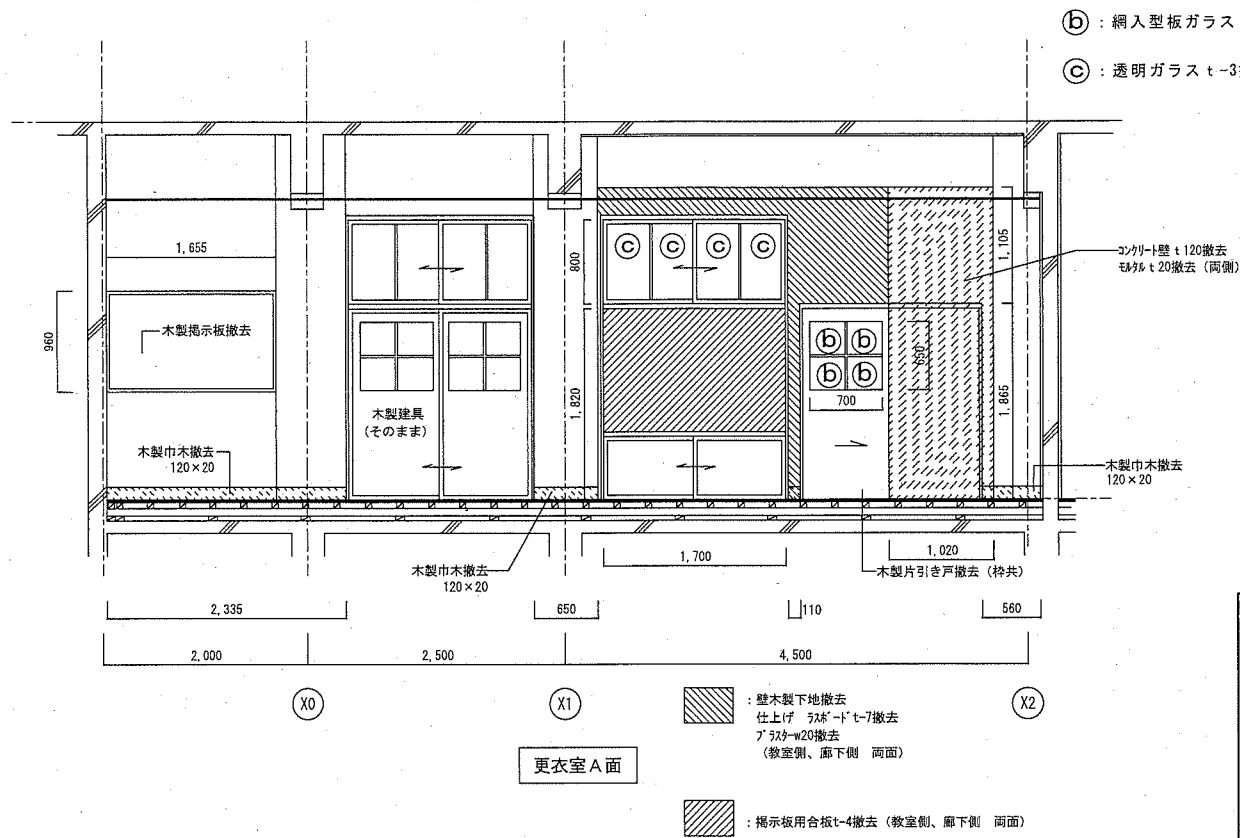 ⓑ : 網入型板ガラス
ⓒ : 透明ガラス t-3
1,655
960
木製掲示板撤去
木製巾木撤去
120×20
木製建具
(そのまま)
800
1,820
c c c c
b b
b b
650
700
1,105
1,865
コンクリート壁 t 120撤去
モルタル t 20撤去 (両側)
木製巾木撤去
120×20
木製巾木撤去
120×20
1,700
1,020
木製片引き戸撤去 (枠共)
2,335
650
110
560
2,000
2,500
4,500
X0
X1
X2
: 壁木製下地撤去
仕上げ ラスボードt-7撤去
プラスターw20撤去
(教室側、廊下側 両面)
更衣室A面
: 掲示板用合板t-4撤去 (教室側、廊下側 両面)